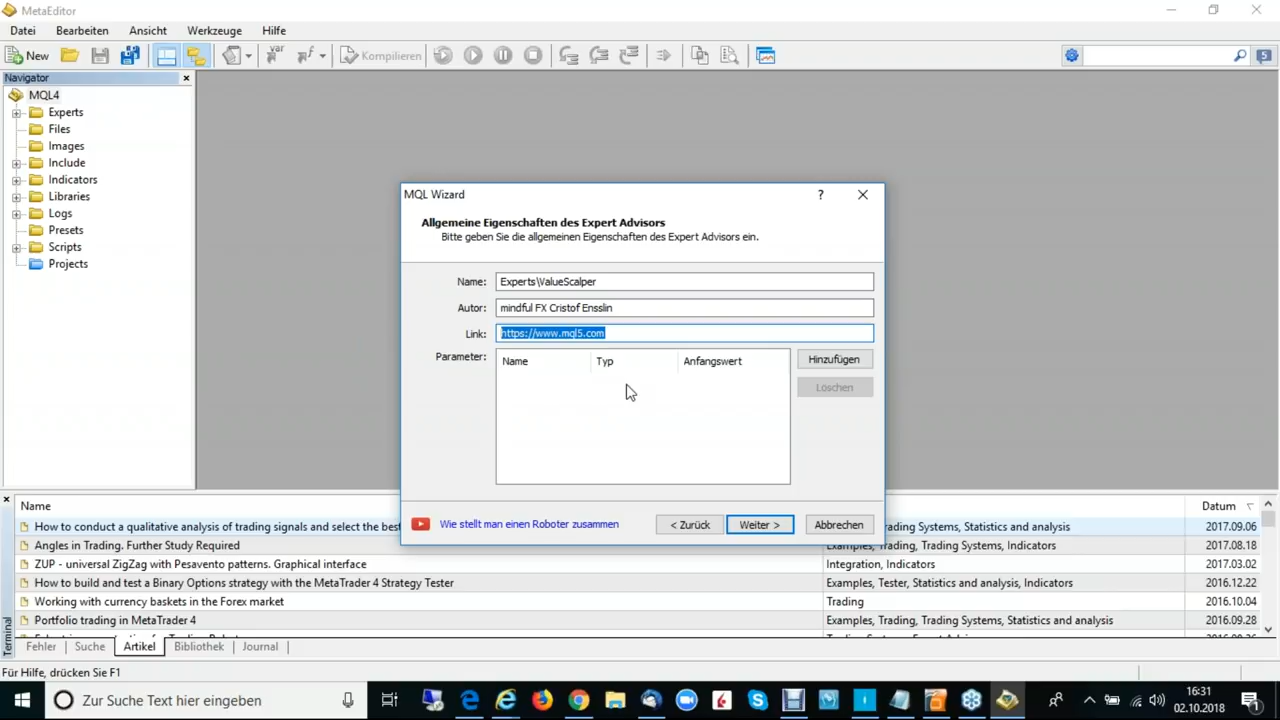 MetaEditor
Datei Bearbeiten Ansicht Werkzeuge Hilfe
New var f Kompilieren 5
Navigator
MQL4
Experts
Files
Images
Include
Indicators
Libraries
Logs
Presets
Scripts
Projects
MQL Wizard
Allgemeine Eigenschaften des Expert Advisors
Bitte geben Sie die allgemeinen Eigenschaften des Expert Advisors ein.
Name: Experts\ValueScalper
Autor: mindful FX Cristof Ensslin
Link: https://www.mql5.com
Parameter: Name Typ Anfangswert
Hinzufügen
Löschen
Wie stellt man einen Roboter zusammen
< Zurück Weiter > Abbrechen
Name Datum
How to conduct a qualitative analysis of trading signals and select the best Trading Systems, Statistics and analysis 2017.09.06
Angles in Trading. Further Study Required Examples, Trading, Trading Systems, Indicators 2017.08.18
ZUP - universal ZigZag with Pesavento patterns. Graphical interface Integration, Indicators 2017.03.02
How to build and test a Binary Options strategy with the MetaTrader 4 Strategy Tester Examples, Tester, Statistics and analysis, Indicators 2016.12.22
Working with currency baskets in the Forex market Trading 2016.10.04
Portfolio trading in MetaTrader 4 Examples, Trading, Trading Systems, Statistics and analysis 2016.09.28
Terminal
Fehler Suche Artikel Bibliothek Journal
Für Hilfe, drücken Sie F1
Zur Suche Text hier eingeben
16:31
02.10.2018
1